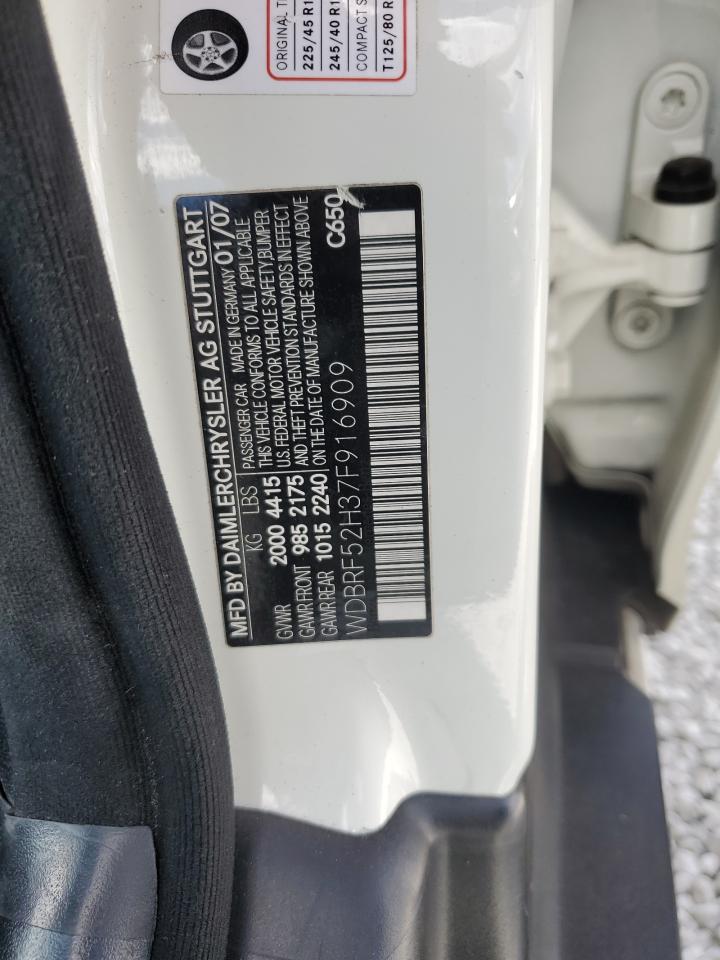 ORIGINAL
225/45 R1
245/40 R1
COMPACT S
T125/80 R
MFD BY DAIMLERCHRYSLER AG STUTTGART
KG LBS PASSENGER CAR MADE IN GERMANY 01/07
GVWR 2000 4415 THIS VEHICLE CONFORMS TO ALL APPLICABLE
U.S. FEDERAL MOTOR VEHICLE SAFETY,BUMPER
GAWR FRONT 985 2175 AND THEFT PREVENTION STANDARDS IN EFFECT
GAWR REAR 1015 2240 ON THE DATE OF MANUFACTURE SHOWN ABOVE
WDBRF52H37F916909 C650